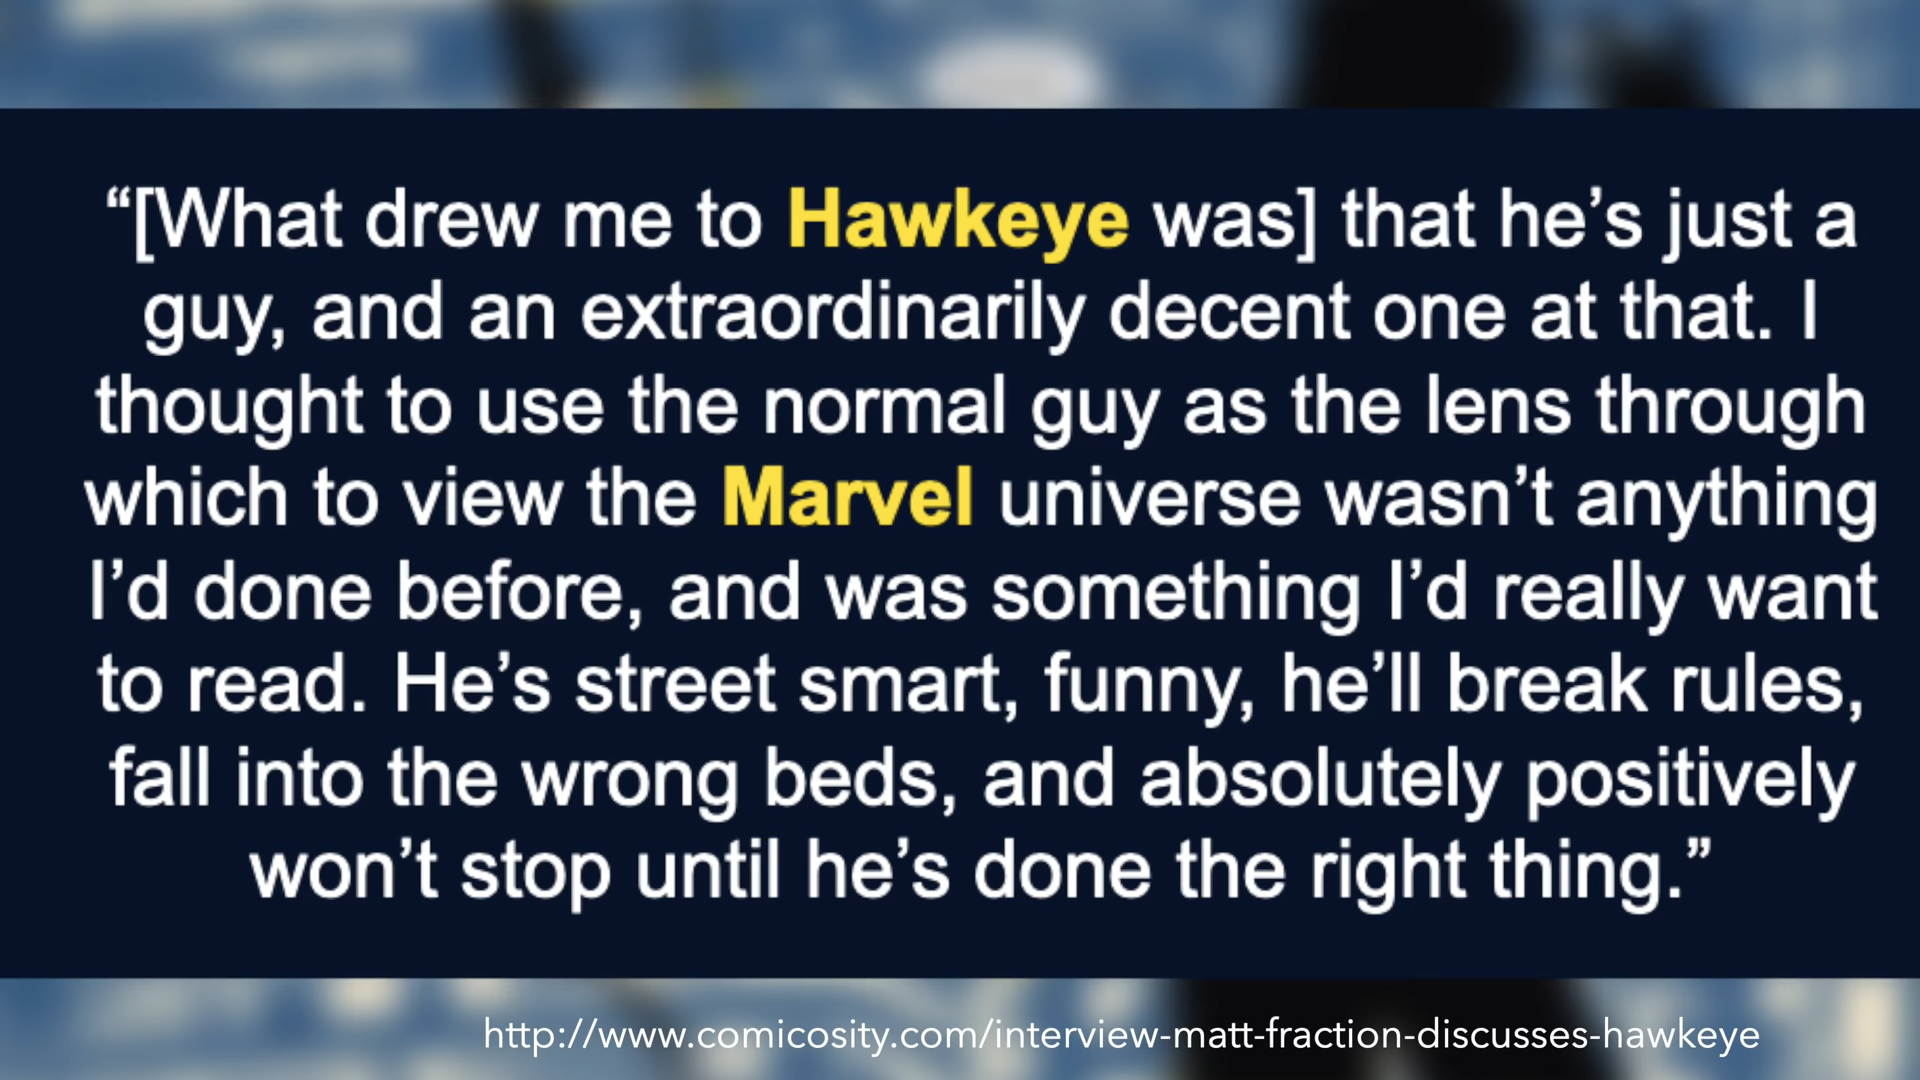 “[What drew me to Hawkeye was] that he’s just a
guy, and an extraordinarily decent one at that. I
thought to use the normal guy as the lens through
which to view the Marvel universe wasn’t anything
I’d done before, and was something I’d really want
to read. He’s street smart, funny, he’ll break rules,
fall into the wrong beds, and absolutely positively
won’t stop until he’s done the right thing.”
http://www.comicosity.com/interview-matt-fraction-discusses-hawkeye